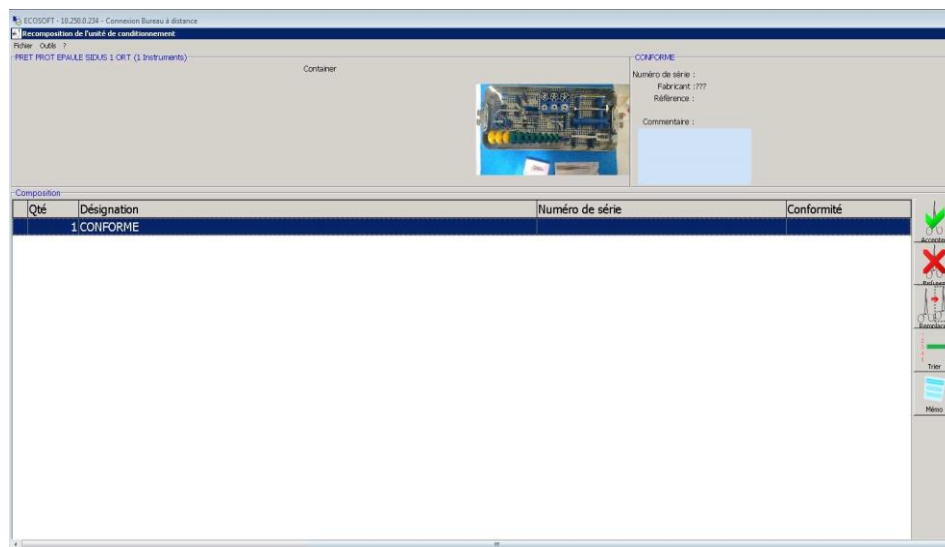 ECOSOFT - 10.250.0.234 - Connexion Bureau à distance
Recomposition de l'unité de conditionnement
Fichier Outils ?
PRET PROT EPAULE SIDUS 1 ORT (1 Instruments)
Container
CONFORME
Numéro de série :
Fabricant :???
Référence :
Commentaire :
Composition
Qté Désignation Numéro de série Conformité
1 CONFORME
Accepter
Refuser
Remplace
Trier
Mémo